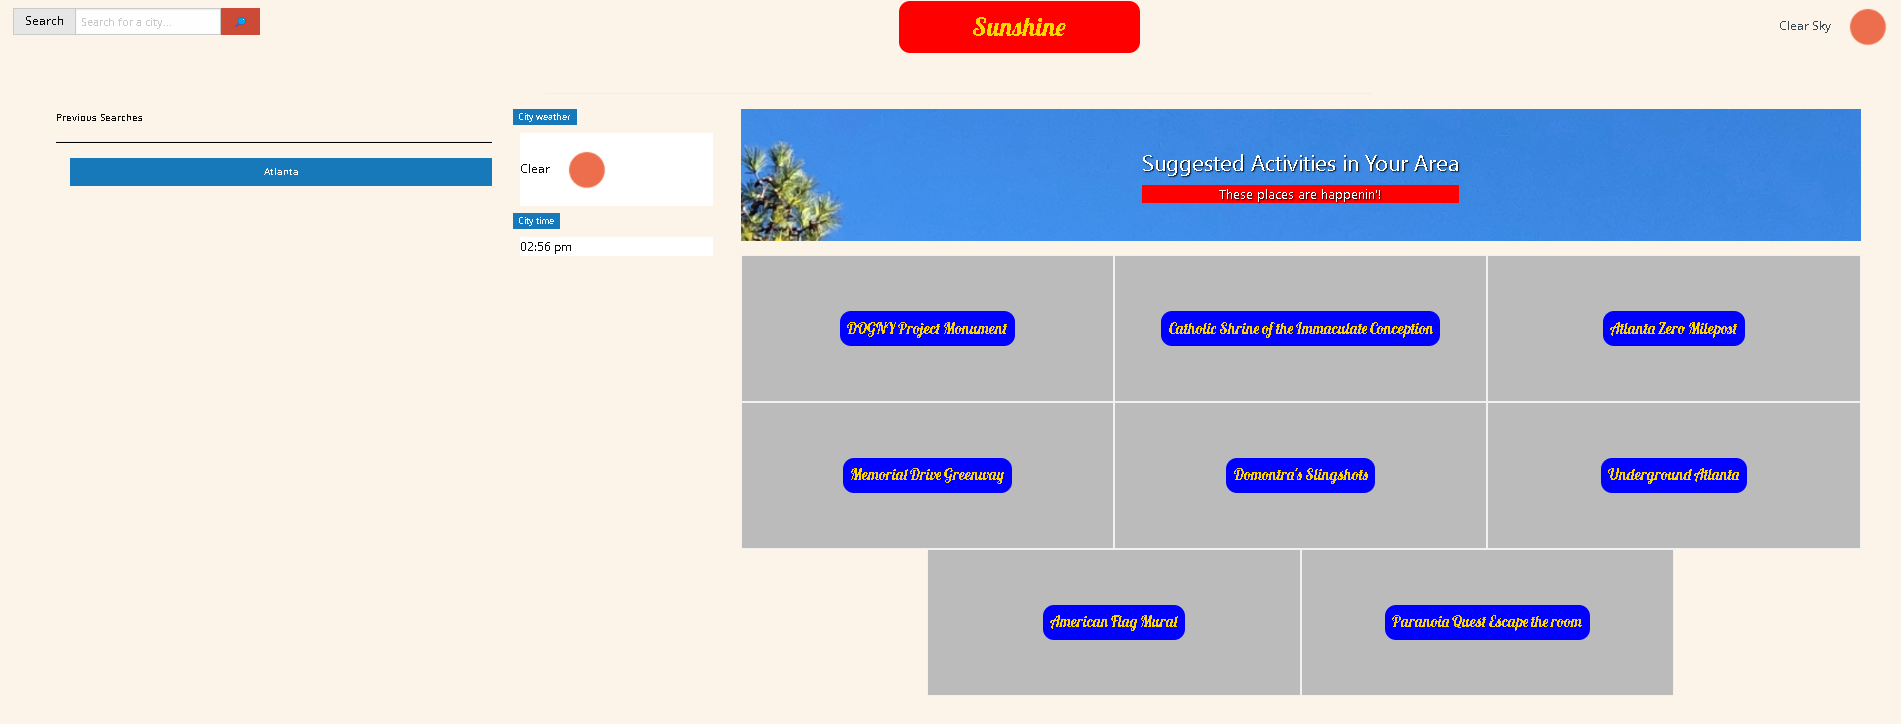 Search
Search for a city...
Sunshine
Clear Sky
Previous Searches
Atlanta
City weather
Clear
City time
02:56 pm
Suggested Activities in Your Area
These places are happenin'!
DOGNY Project Monument
Catholic Shrine of the Immaculate Conception
Atlanta Zero Milepost
Memorial Drive Greenway
Domontra's Slingshots
Underground Atlanta
American Flag Mural
Paranoia Quest Escape the room